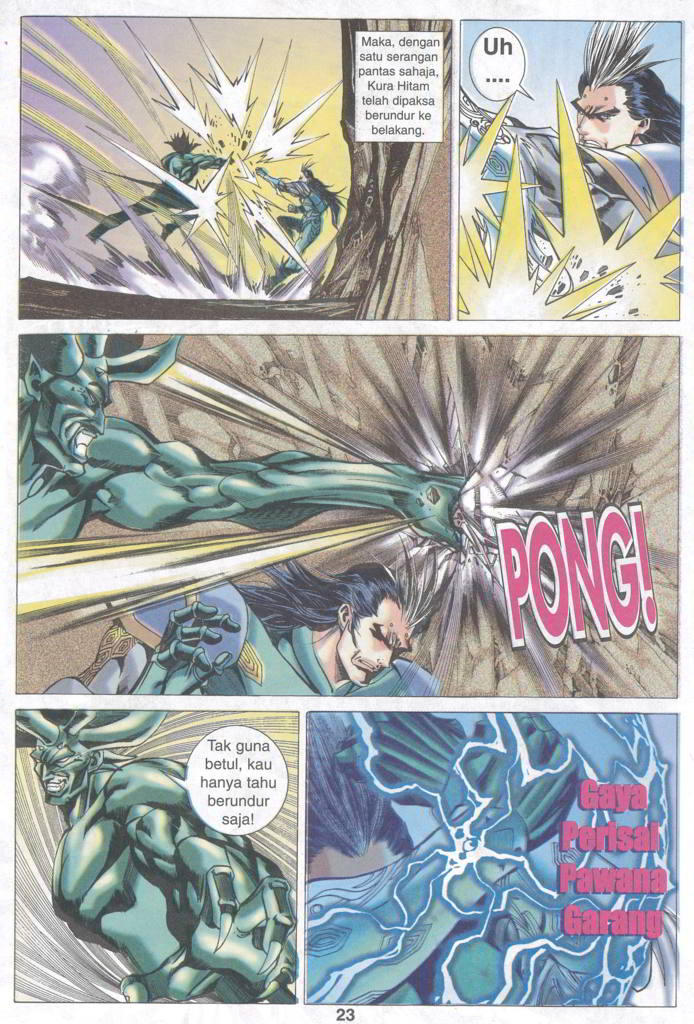 Maka, dengan
satu serangan
pantas sahaja,
Kura Hitam
telah dipaksa
berundur ke
belakang.
Uh
....
PONG!
Tak guna
betul, kau
hanya tahu
berundur
saja!
Gaya
Perisai
Pawana
Garang
23